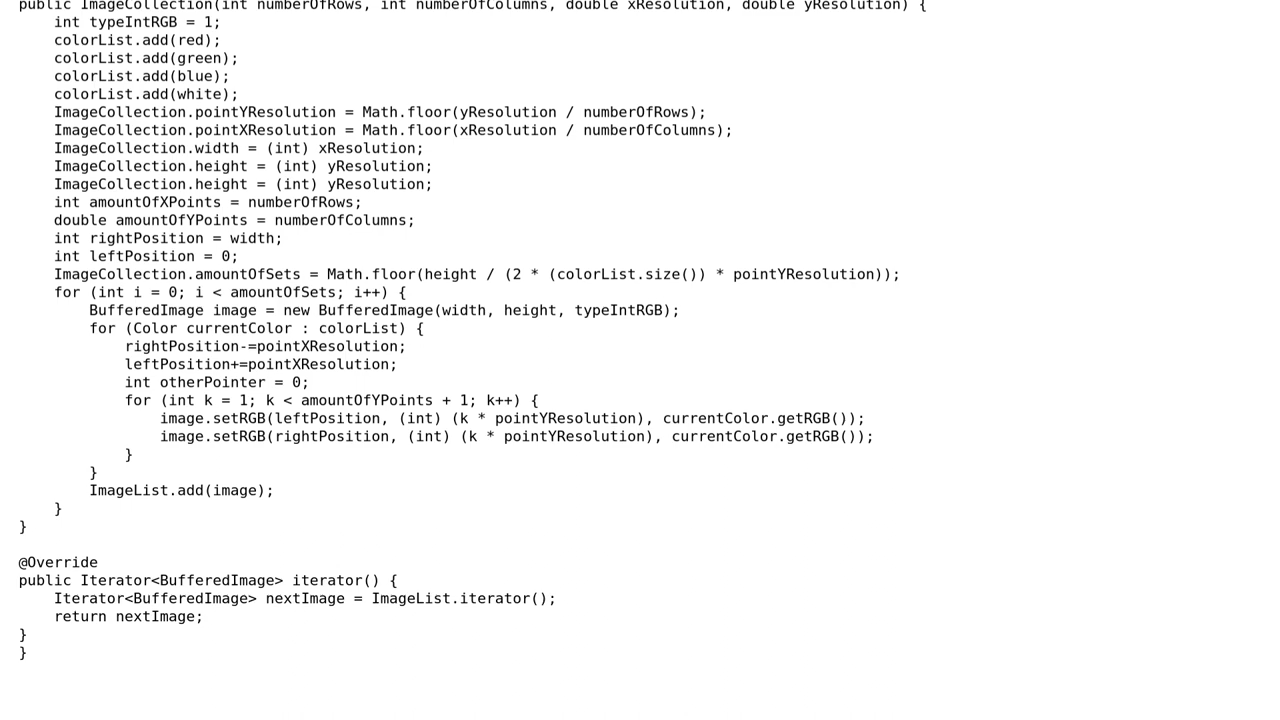 public ImageCollection(int numberOfRows, int numberOfColumns, double xResolution, double yResolution) {
    int typeIntRGB = 1;
    colorList.add(red);
    colorList.add(green);
    colorList.add(blue);
    colorList.add(white);
    ImageCollection.pointYResolution = Math.floor(yResolution / numberOfRows);
    ImageCollection.pointXResolution = Math.floor(xResolution / numberOfColumns);
    ImageCollection.width = (int) xResolution;
    ImageCollection.height = (int) yResolution;
    ImageCollection.height = (int) yResolution;
    int amountOfXPoints = numberOfRows;
    double amountOfYPoints = numberOfColumns;
    int rightPosition = width;
    int leftPosition = 0;
    ImageCollection.amountOfSets = Math.floor(height / (2 * (colorList.size()) * pointYResolution));
    for (int i = 0; i < amountOfSets; i++) {
        BufferedImage image = new BufferedImage(width, height, typeIntRGB);
        for (Color currentColor : colorList) {
            rightPosition-=pointXResolution;
            leftPosition+=pointXResolution;
            int otherPointer = 0;
            for (int k = 1; k < amountOfYPoints + 1; k++) {
                image.setRGB(leftPosition, (int) (k * pointYResolution), currentColor.getRGB());
                image.setRGB(rightPosition, (int) (k * pointYResolution), currentColor.getRGB());
            }
        }
        ImageList.add(image);
    }
}

@Override
public Iterator<BufferedImage> iterator() {
    Iterator<BufferedImage> nextImage = ImageList.iterator();
    return nextImage;
}
}